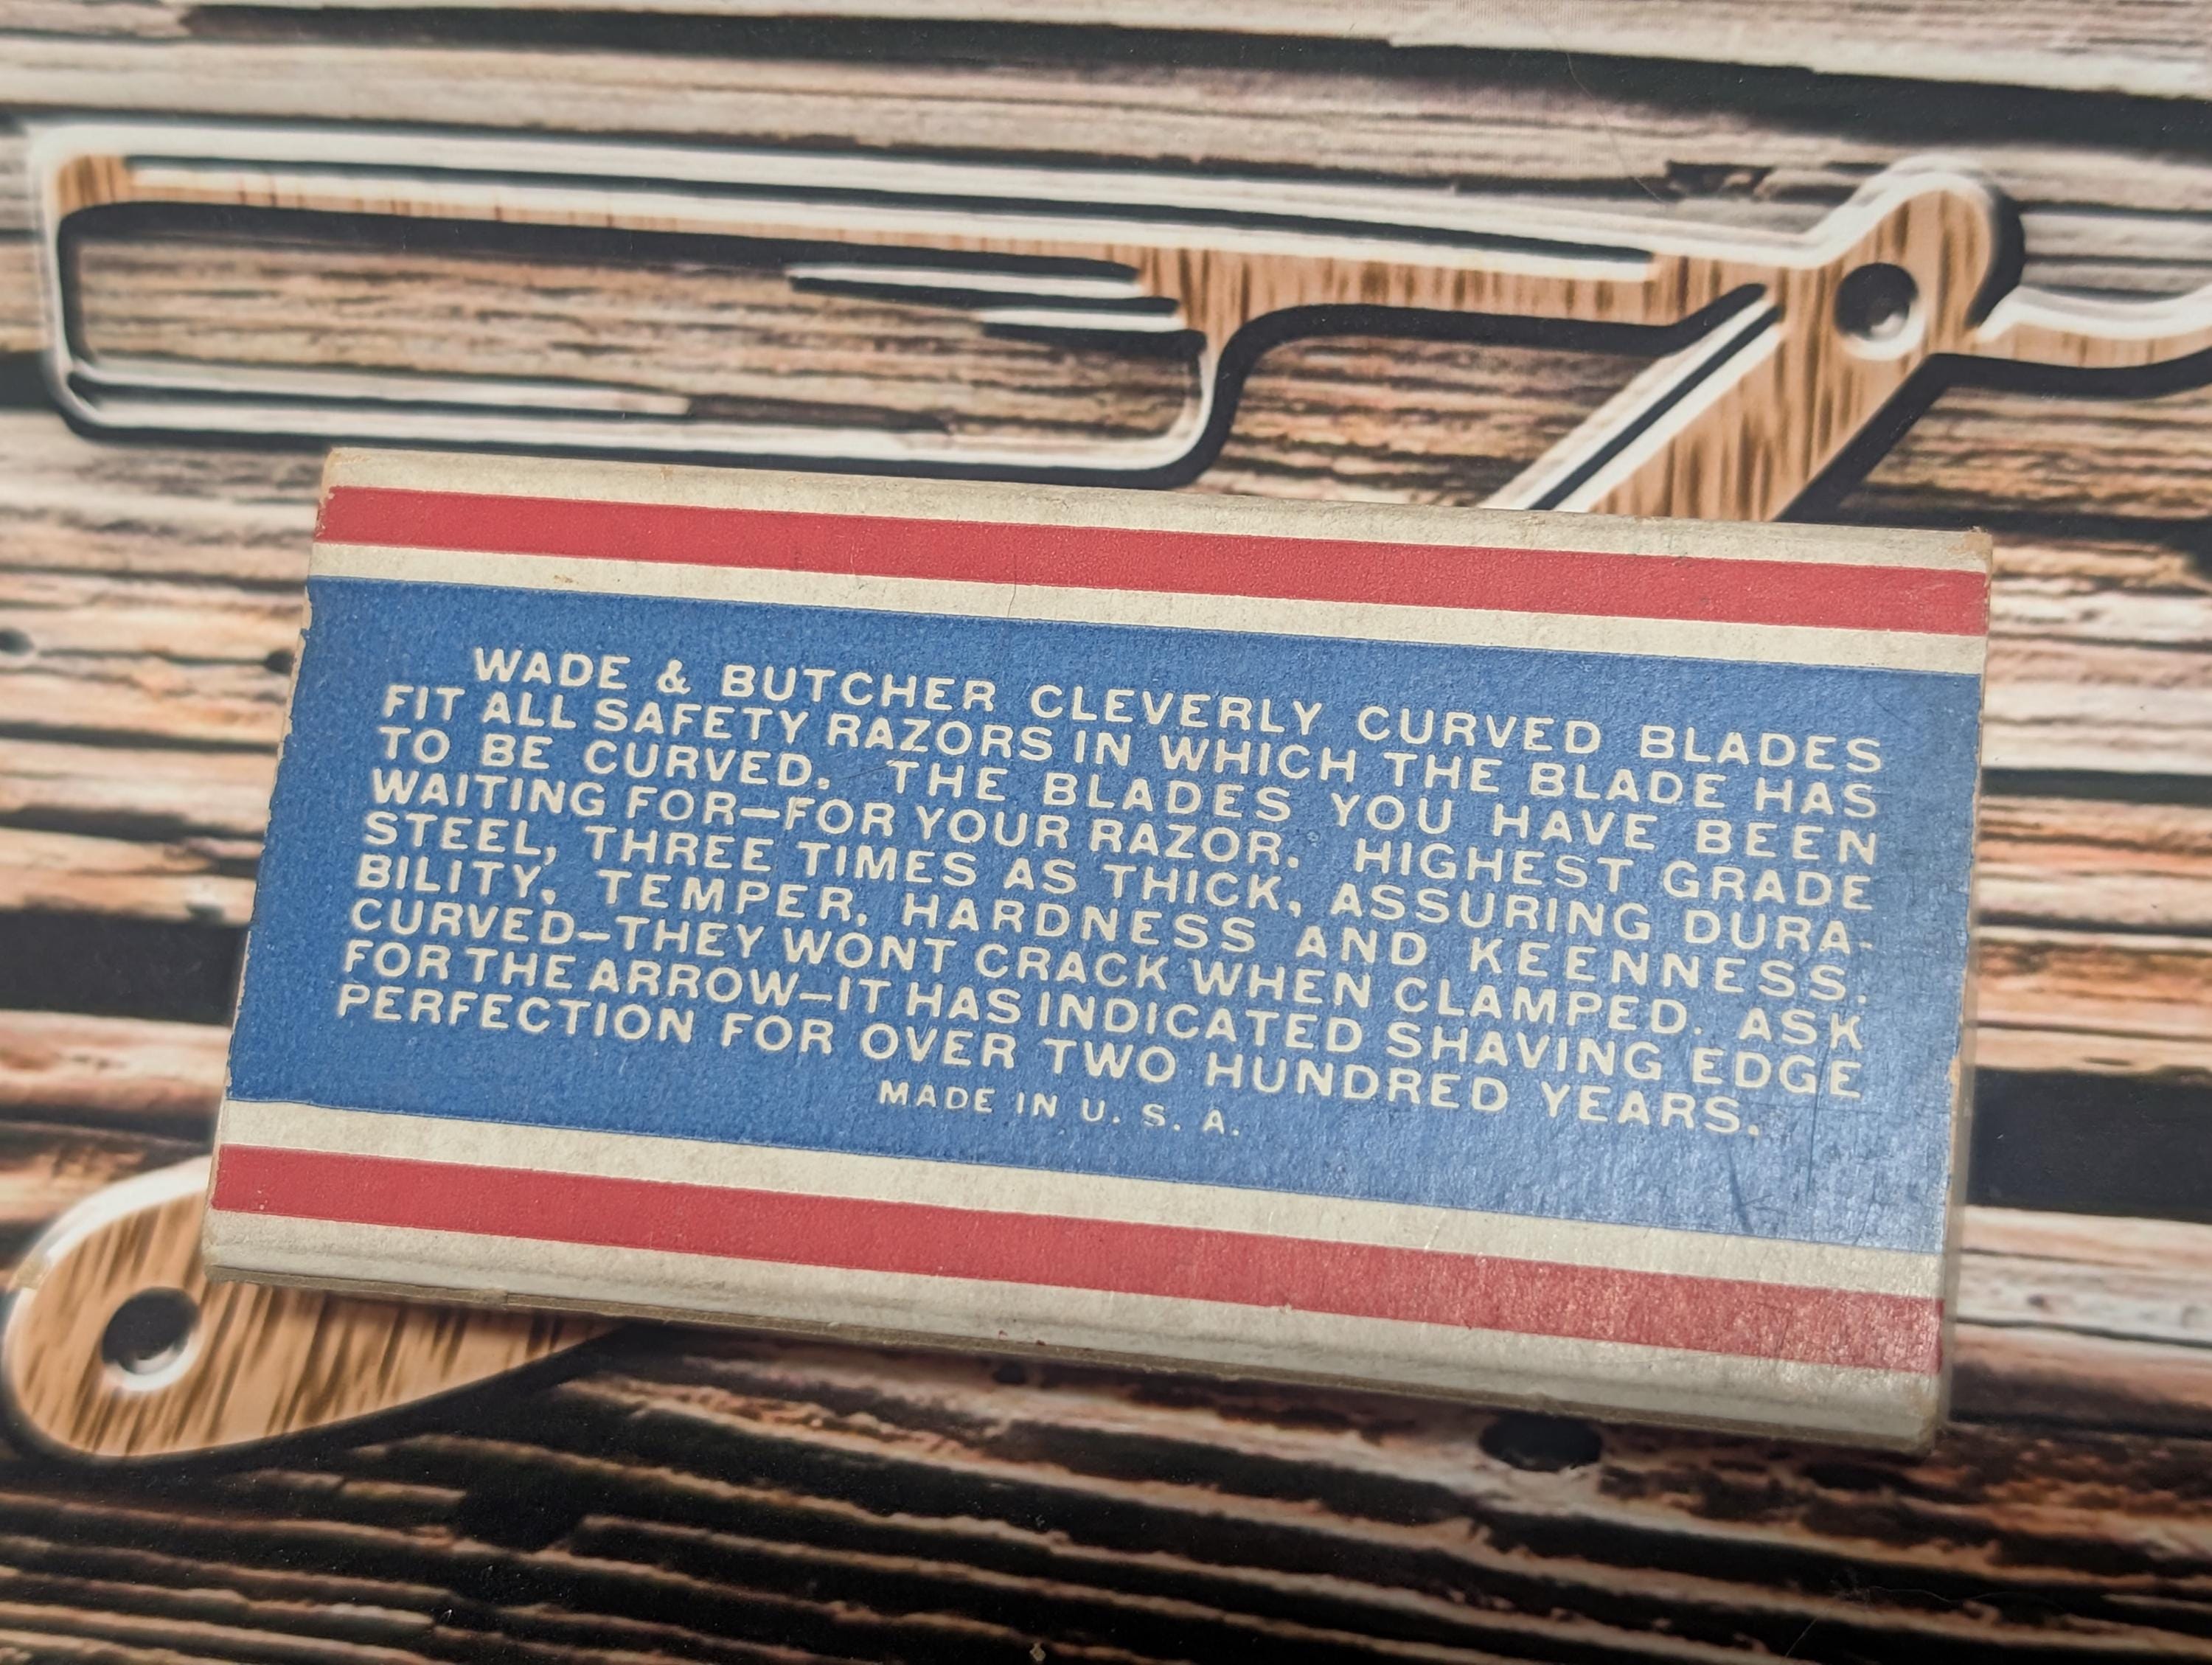 WADE & BUTCHER CLEVERLY CURVED BLADES
FIT ALL SAFETY RAZORS IN WHICH THE BLADE HAS
TO BE CURVED. THE BLADES YOU HAVE BEEN
WAITING FOR—FOR YOUR RAZOR. HIGHEST GRADE
STEEL, THREE TIMES AS THICK, ASSURING DURA-
BILITY, TEMPER, HARDNESS AND KEENNESS.
CURVED—THEY WONT CRACK WHEN CLAMPED. ASK
FOR THE ARROW—IT HAS INDICATED SHAVING EDGE
PERFECTION FOR OVER TWO HUNDRED YEARS.
MADE IN U. S. A.